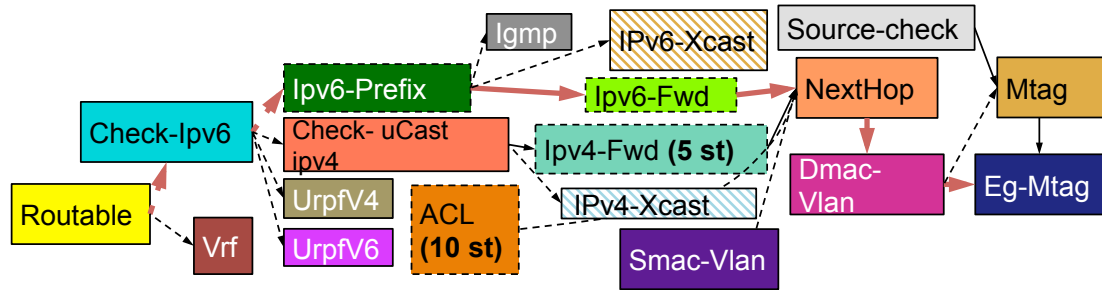 Igmp
IPv6-Xcast
Source-check
Ipv6-Prefix
Ipv6-Fwd
NextHop
Mtag
Check-Ipv6
Check- uCast
ipv4
Ipv4-Fwd (5 st)
Routable
Vrf
UrpfV4
UrpfV6
ACL
(10 st)
IPv4-Xcast
Smac-Vlan
Dmac-
Vlan
Eg-Mtag